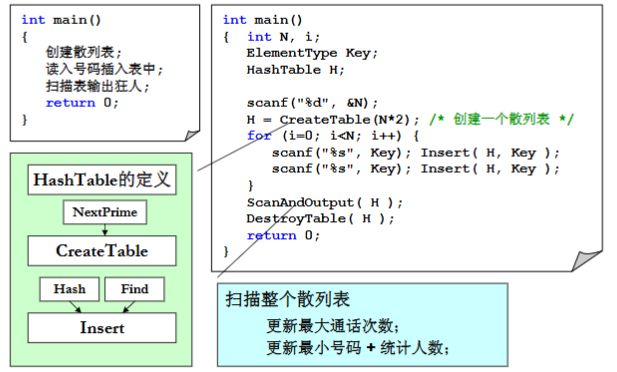 int main()
{
创建散列表;
读入号码插入表中;
扫描表输出狂人;
return 0;
}
int main()
{ int N, i;
ElementType Key;
HashTable H;
scanf("%d", &N);
H = CreateTable(N*2); /* 创建一个散列表 */
for (i=0; i<N; i++) {
scanf("%s", Key); Insert( H, Key );
scanf("%s", Key); Insert( H, Key );
}
ScanAndOutput( H );
DestroyTable( H );
return 0;
}
HashTable的定义
NextPrime
CreateTable
Hash Find
Insert
扫描整个散列表
更新最大通话次数;
更新最小号码 + 统计人数;